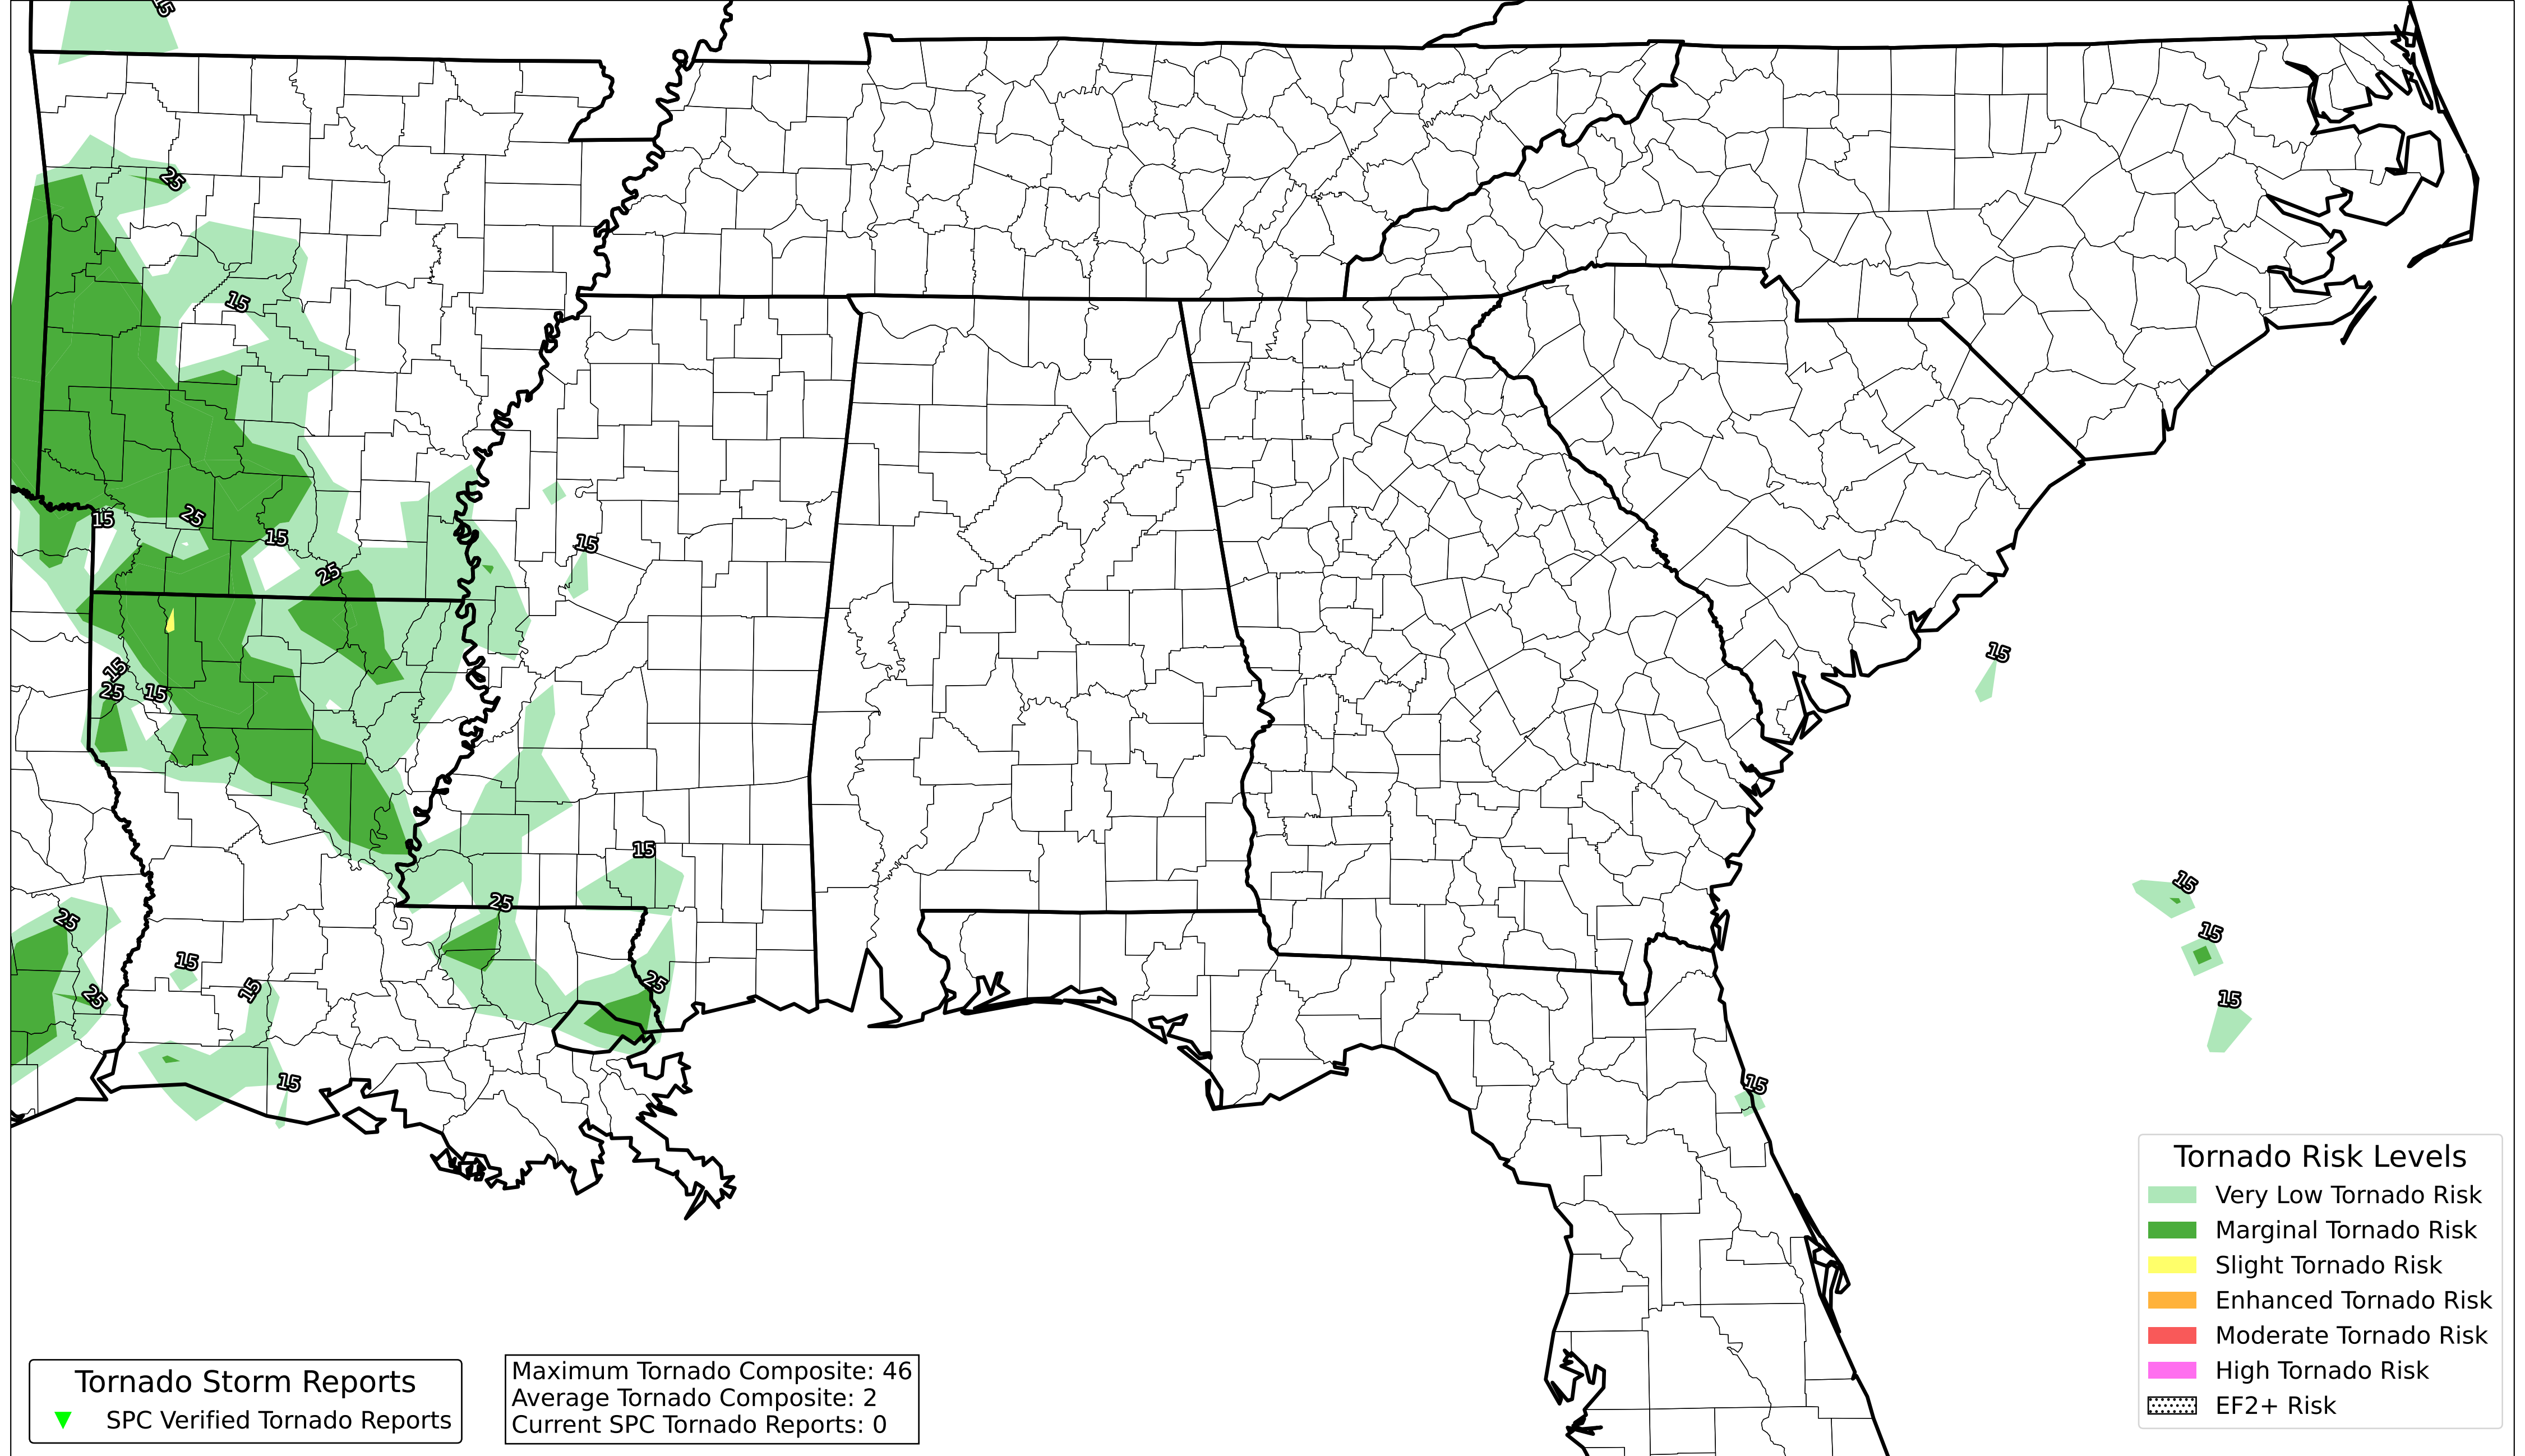 15
25
15
15
25
15
25
15
15
25
15
15
25
15
25
15
25
15
25
15
15
15
15
15
15
Tornado Risk Levels
Very Low Tornado Risk
Marginal Tornado Risk
Slight Tornado Risk
Enhanced Tornado Risk
Moderate Tornado Risk
High Tornado Risk
EF2+ Risk
Tornado Storm Reports
SPC Verified Tornado Reports
Maximum Tornado Composite: 46
Average Tornado Composite: 2
Current SPC Tornado Reports: 0